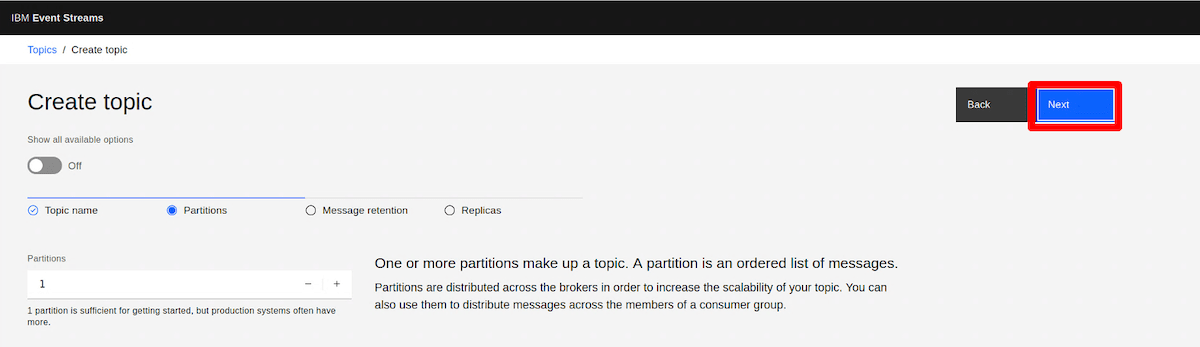 IBM Event Streams
Topics / Create topic
Create topic
Back
Next
Show all available options
Off
Topic name
Partitions
Message retention
Replicas
Partitions
1
1 partition is sufficient for getting started, but production systems often have
more.
One or more partitions make up a topic. A partition is an ordered list of messages.
Partitions are distributed across the brokers in order to increase the scalability of your topic. You can
also use them to distribute messages across the members of a consumer group.